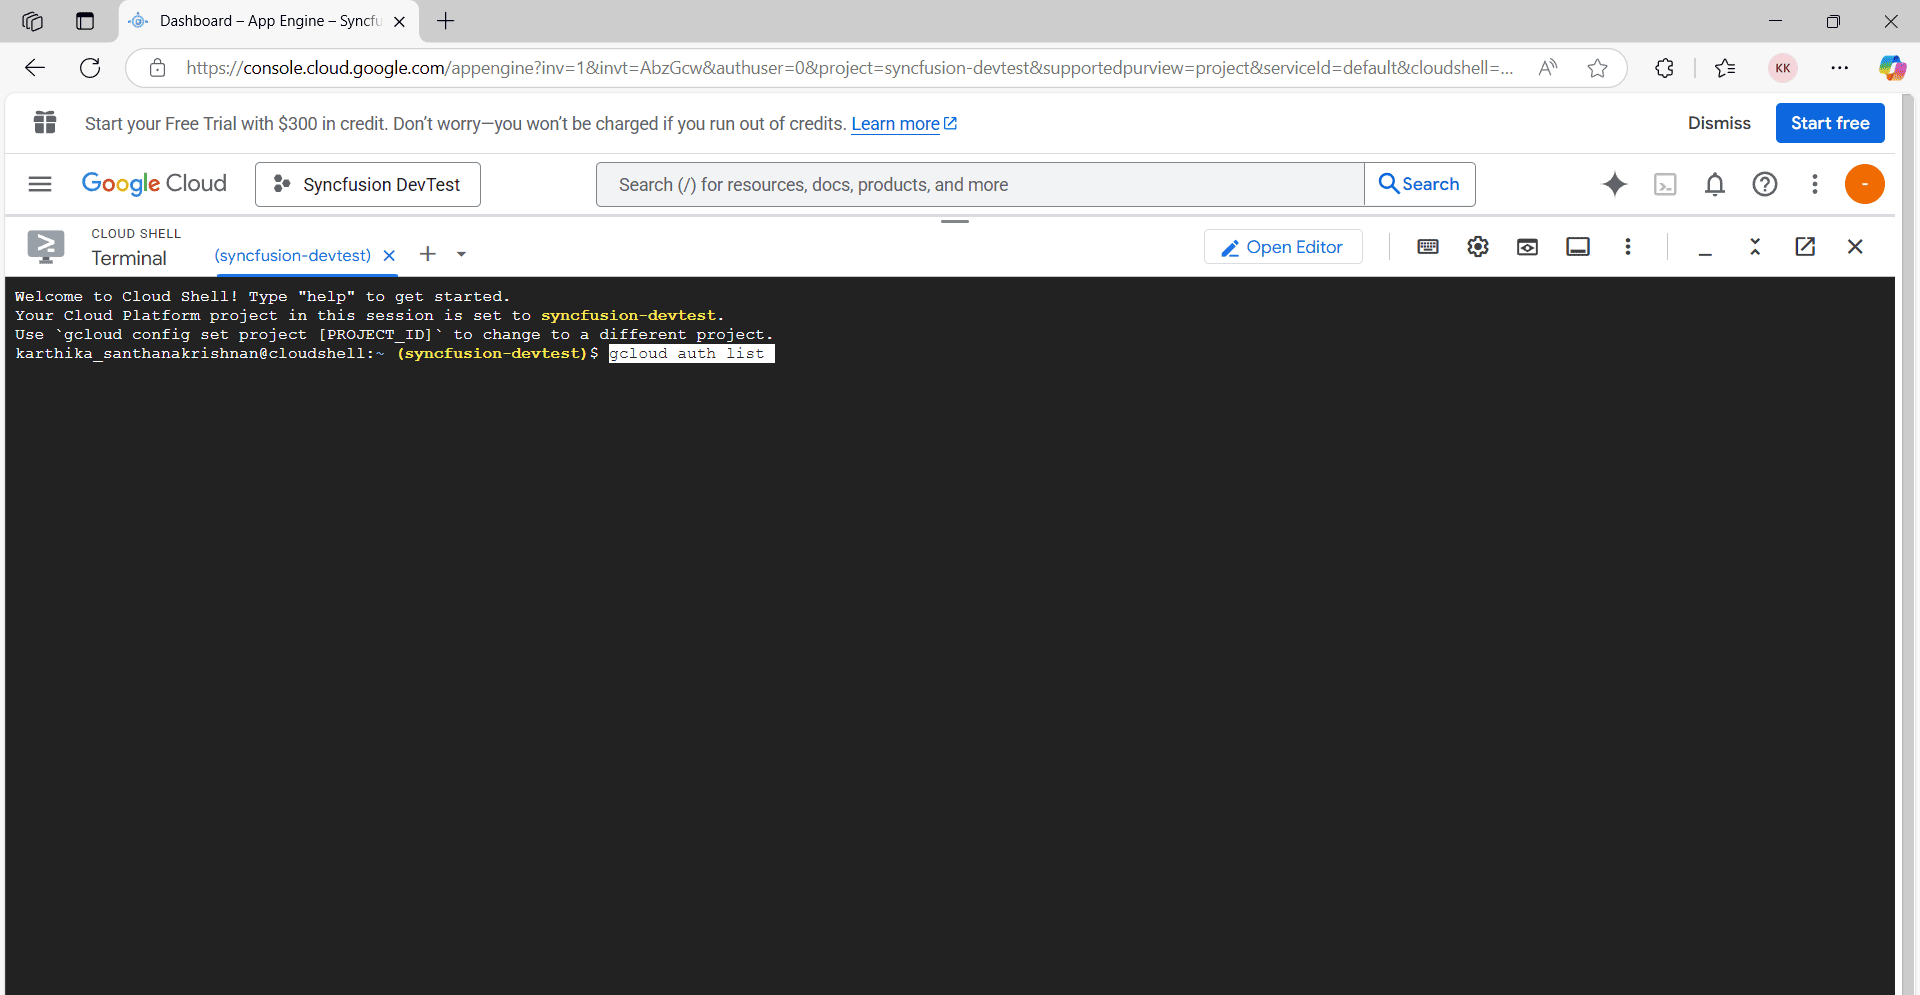 Dashboard – App Engine – Syncfu
https://console.cloud.google.com/appengine?inv=1&invt=AbzGcw&authuser=0&project=syncfusion-devtest&supportedpurview=project&serviceId=default&cloudshell=...
KK
Start your Free Trial with $300 in credit. Don’t worry—you won’t be charged if you run out of credits. Learn more
Dismiss
Start free
Google Cloud
Syncfusion DevTest
Search (/) for resources, docs, products, and more
Search
-
CLOUD SHELL
Terminal
(syncfusion-devtest)
Open Editor
Welcome to Cloud Shell! Type "help" to get started.
Your Cloud Platform project in this session is set to syncfusion-devtest.
Use `gcloud config set project [PROJECT_ID]` to change to a different project.
karthika_santhanakrishnan@cloudshell:~ (syncfusion-devtest)$ gcloud auth list